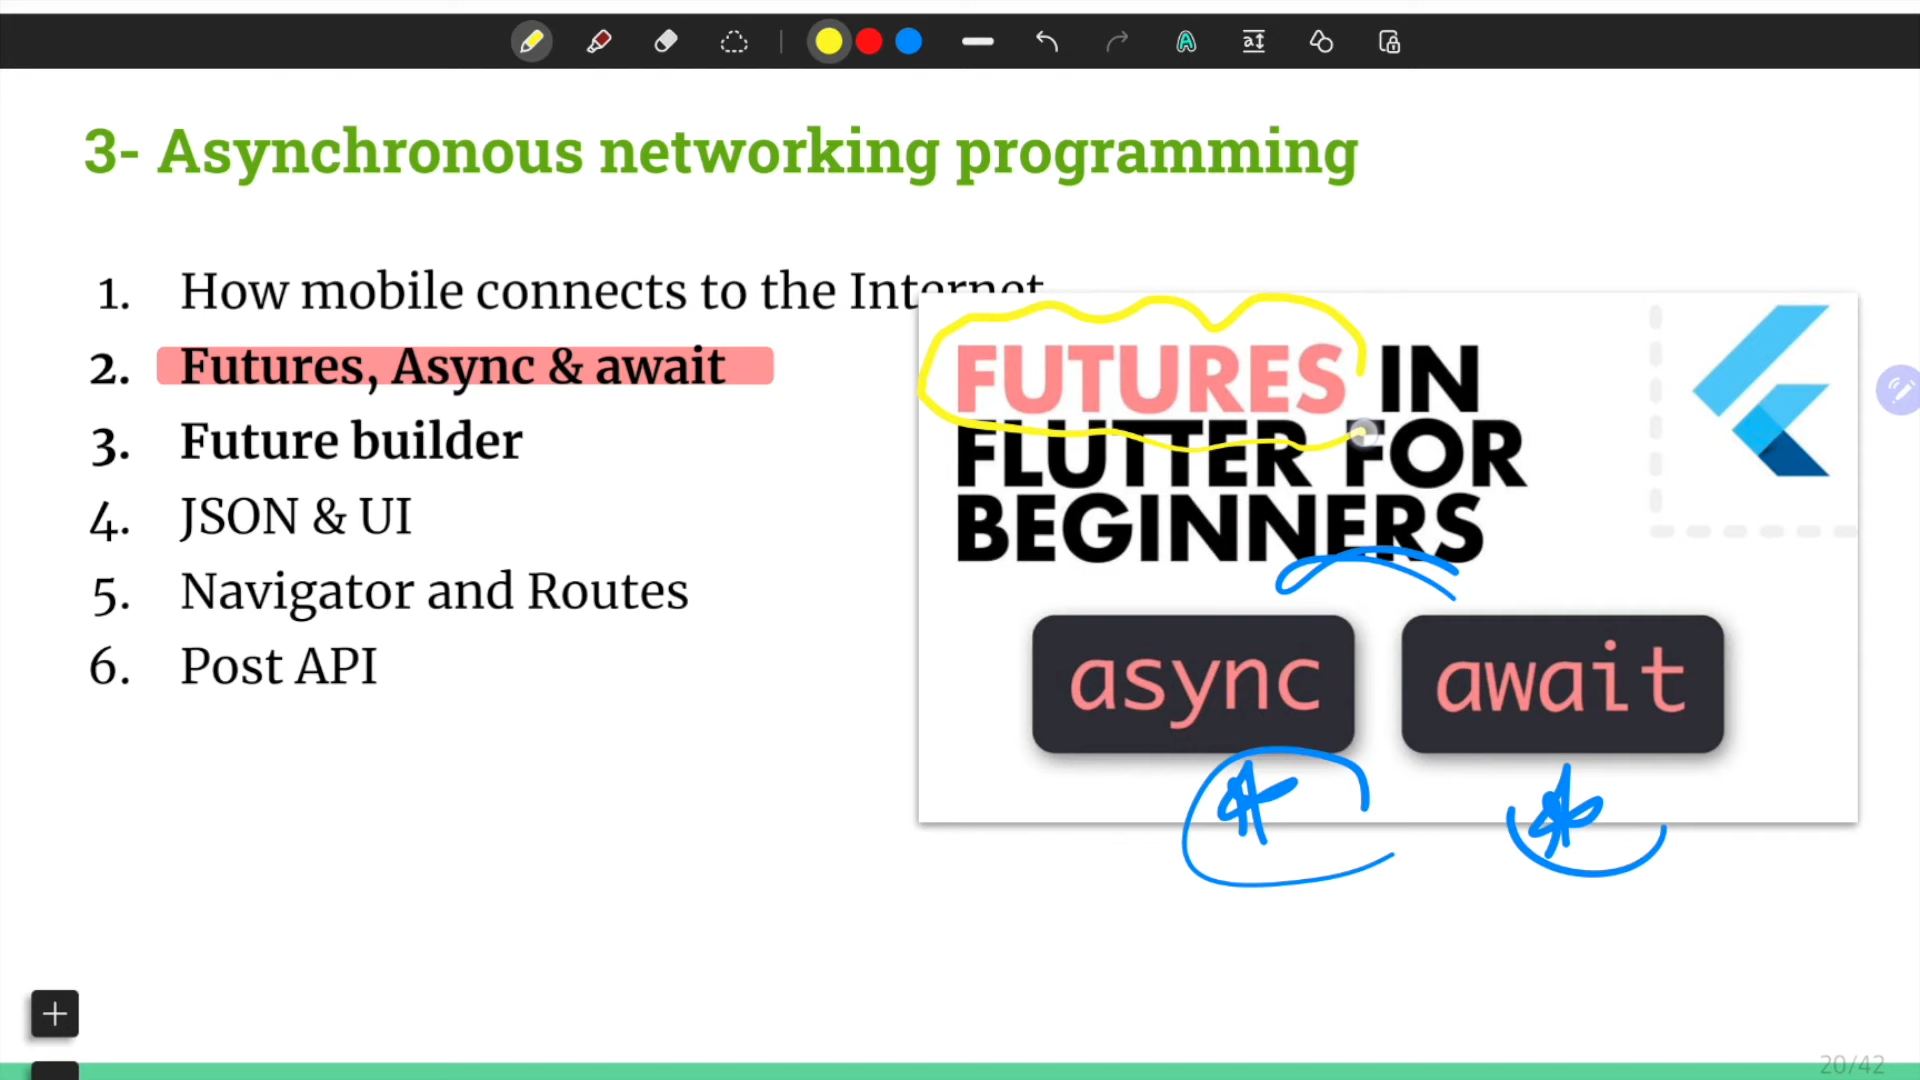 3- Asynchronous networking programming
1. How mobile connects to the Internet
2. Futures, Async & await
3. Future builder
4. JSON & UI
5. Navigator and Routes
6. Post API
FUTURES IN
FLUTTER FOR
BEGINNERS
async await
20/42